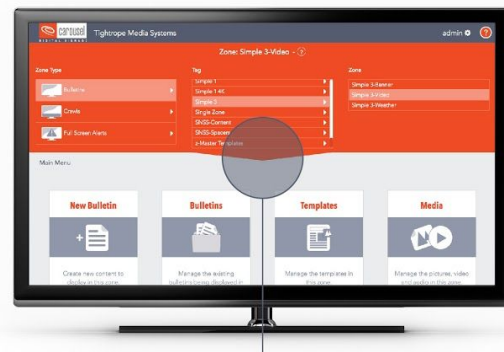 Carousel
DIGITAL SIGNAGE
Tightrope Media Systems
admin
?
Zone: Simple 3-Video - ?
Zone Type
Bulletins
Crawls
Full Screen Alerts
Tag
Simple 1
Simple 1 4K
Simple 3
Single Zone
SNSS-Content
SNSS-Spaces
z-Master Templates
Zone
Simple 3-Banner
Simple 3-Video
Simple 3-Weather
Main Menu
New Bulletin
Create new content to
display in this zone.
Bulletins
Manage the existing
bulletins being displayed in
Templates
Manage the templates in
this zone.
Media
Manage the pictures, video
and audio in this zone.